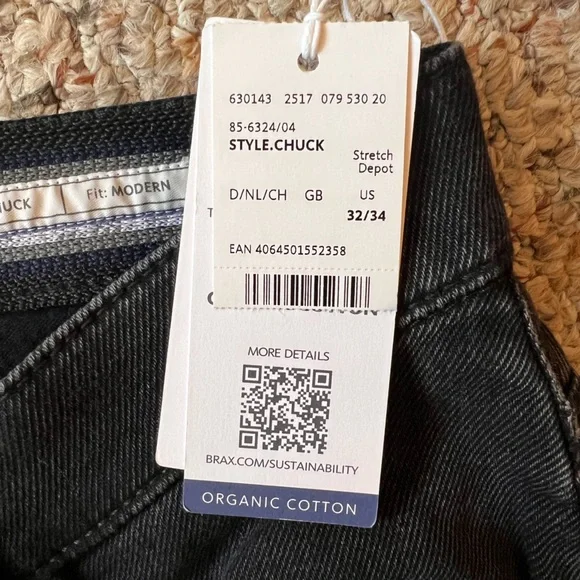 630143 2517 079 530 20
85-6324/04
STYLE.CHUCK
Stretch
Depot
D/NL/CH GB US
32/34
EAN 4064501552358
Fit: MODERN
MORE DETAILS
BRAX.COM/SUSTAINABILITY
ORGANIC COTTON